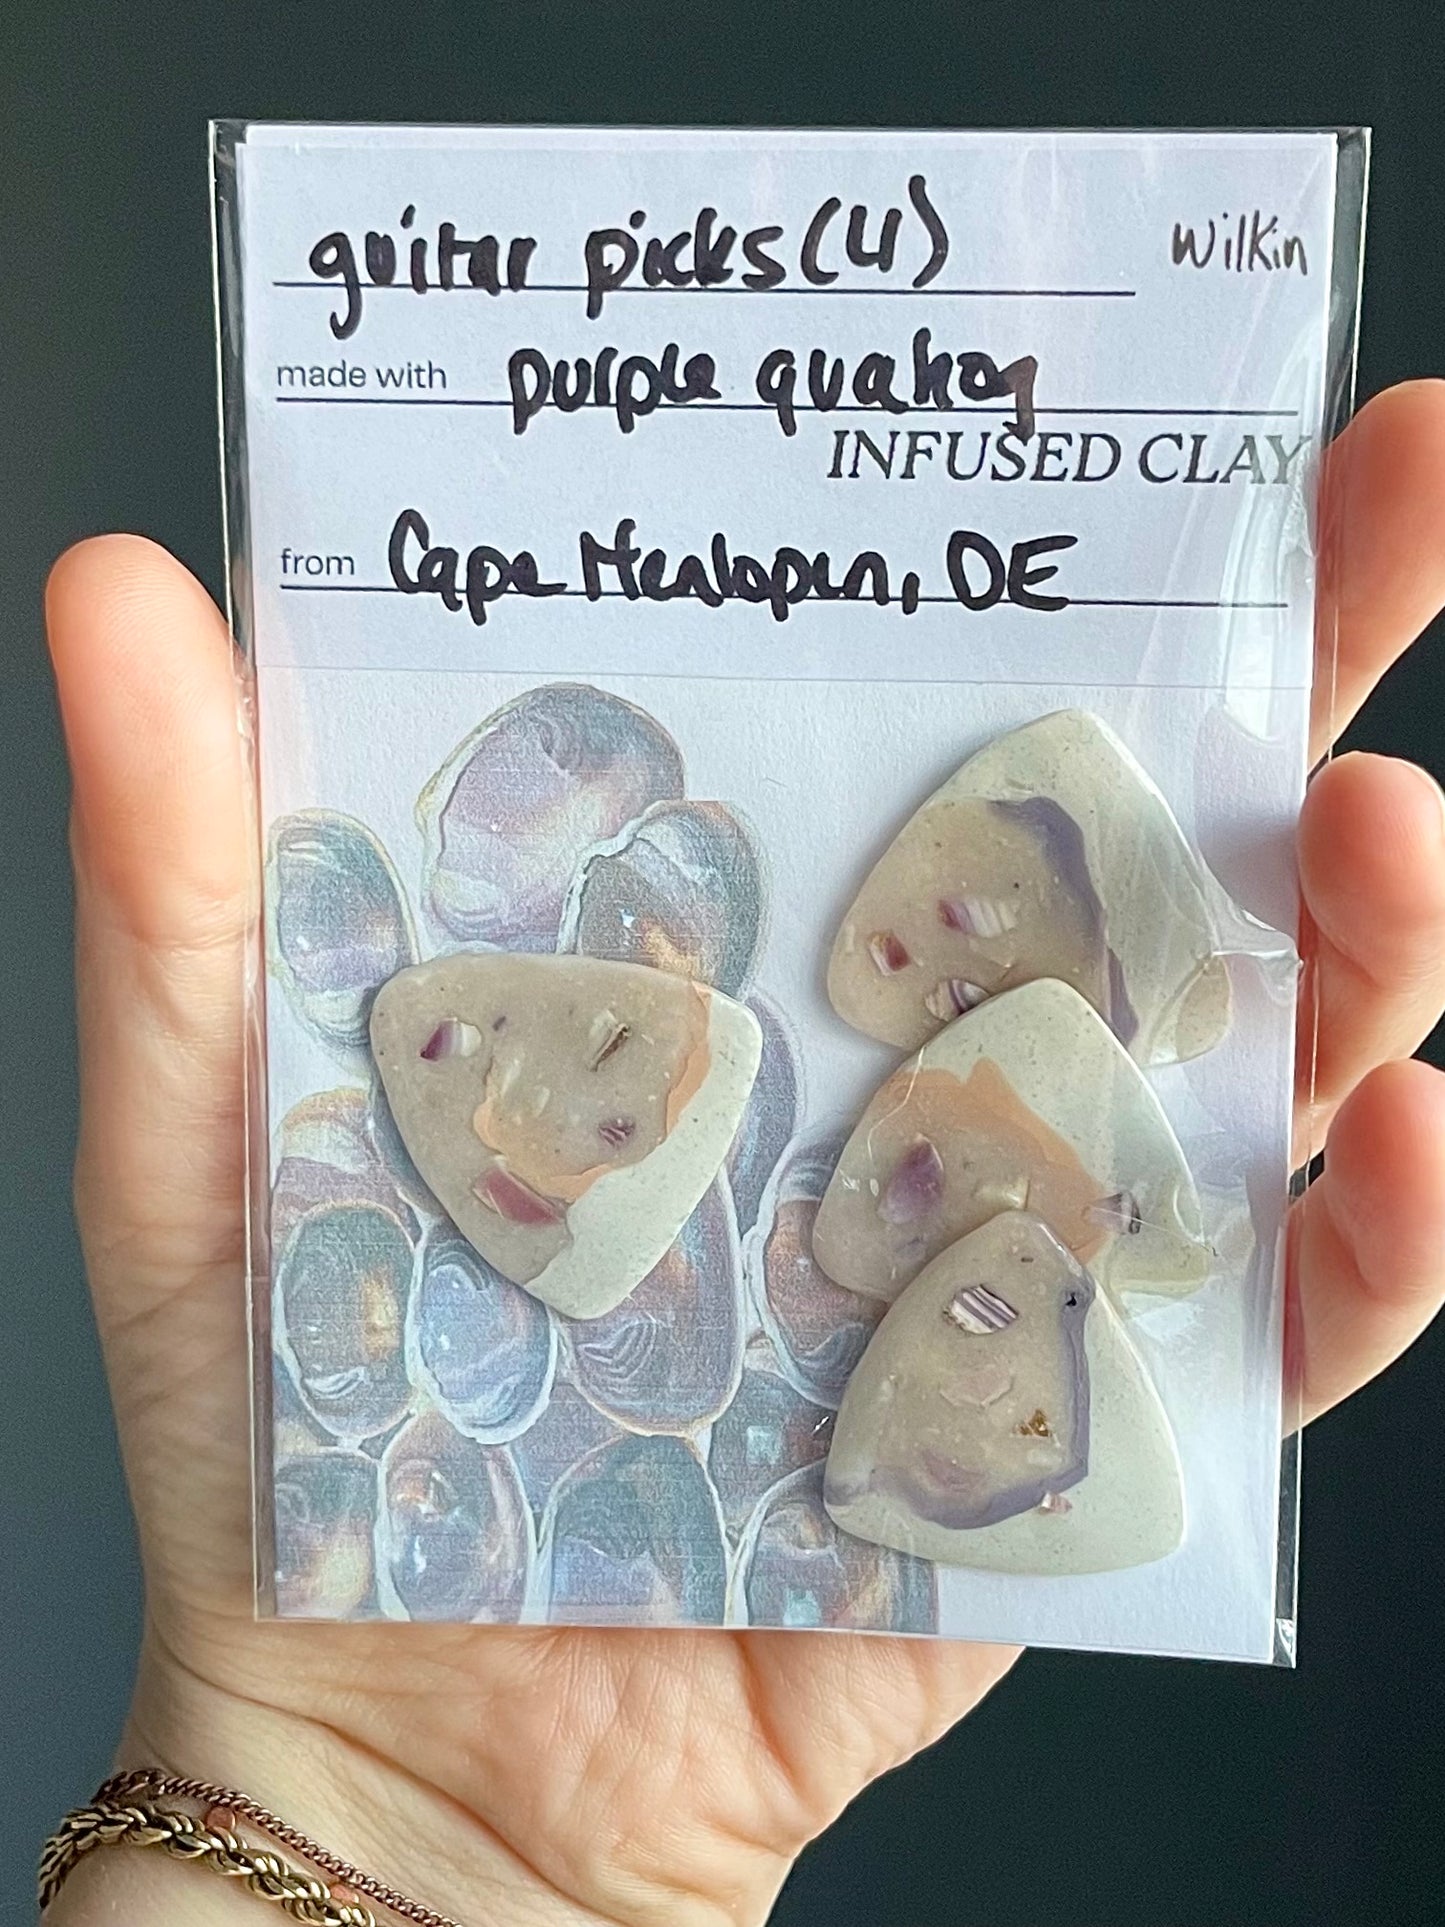 guitar picks (4)
Wilkin
made with purple quahog
INFUSED CLAY
from Cape Henlopen, DE